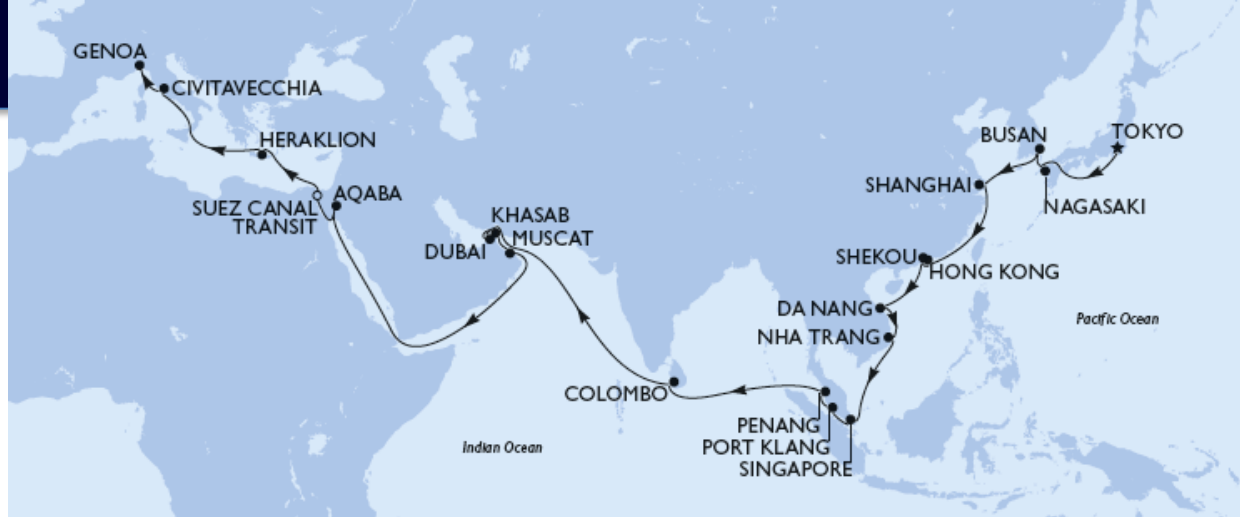 GENOA
CIVITAVECCHIA
HERAKLION
SUEZ CANAL
TRANSIT
AQABA
KHASAB
DUBAI
MUSCAT
BUSAN
TOKYO
SHANGHAI
NAGASAKI
SHEKOU
HONG KONG
DA NANG
NHA TRANG
Pacific Ocean
COLOMBO
PENANG
PORT KLANG
SINGAPORE
Indian Ocean